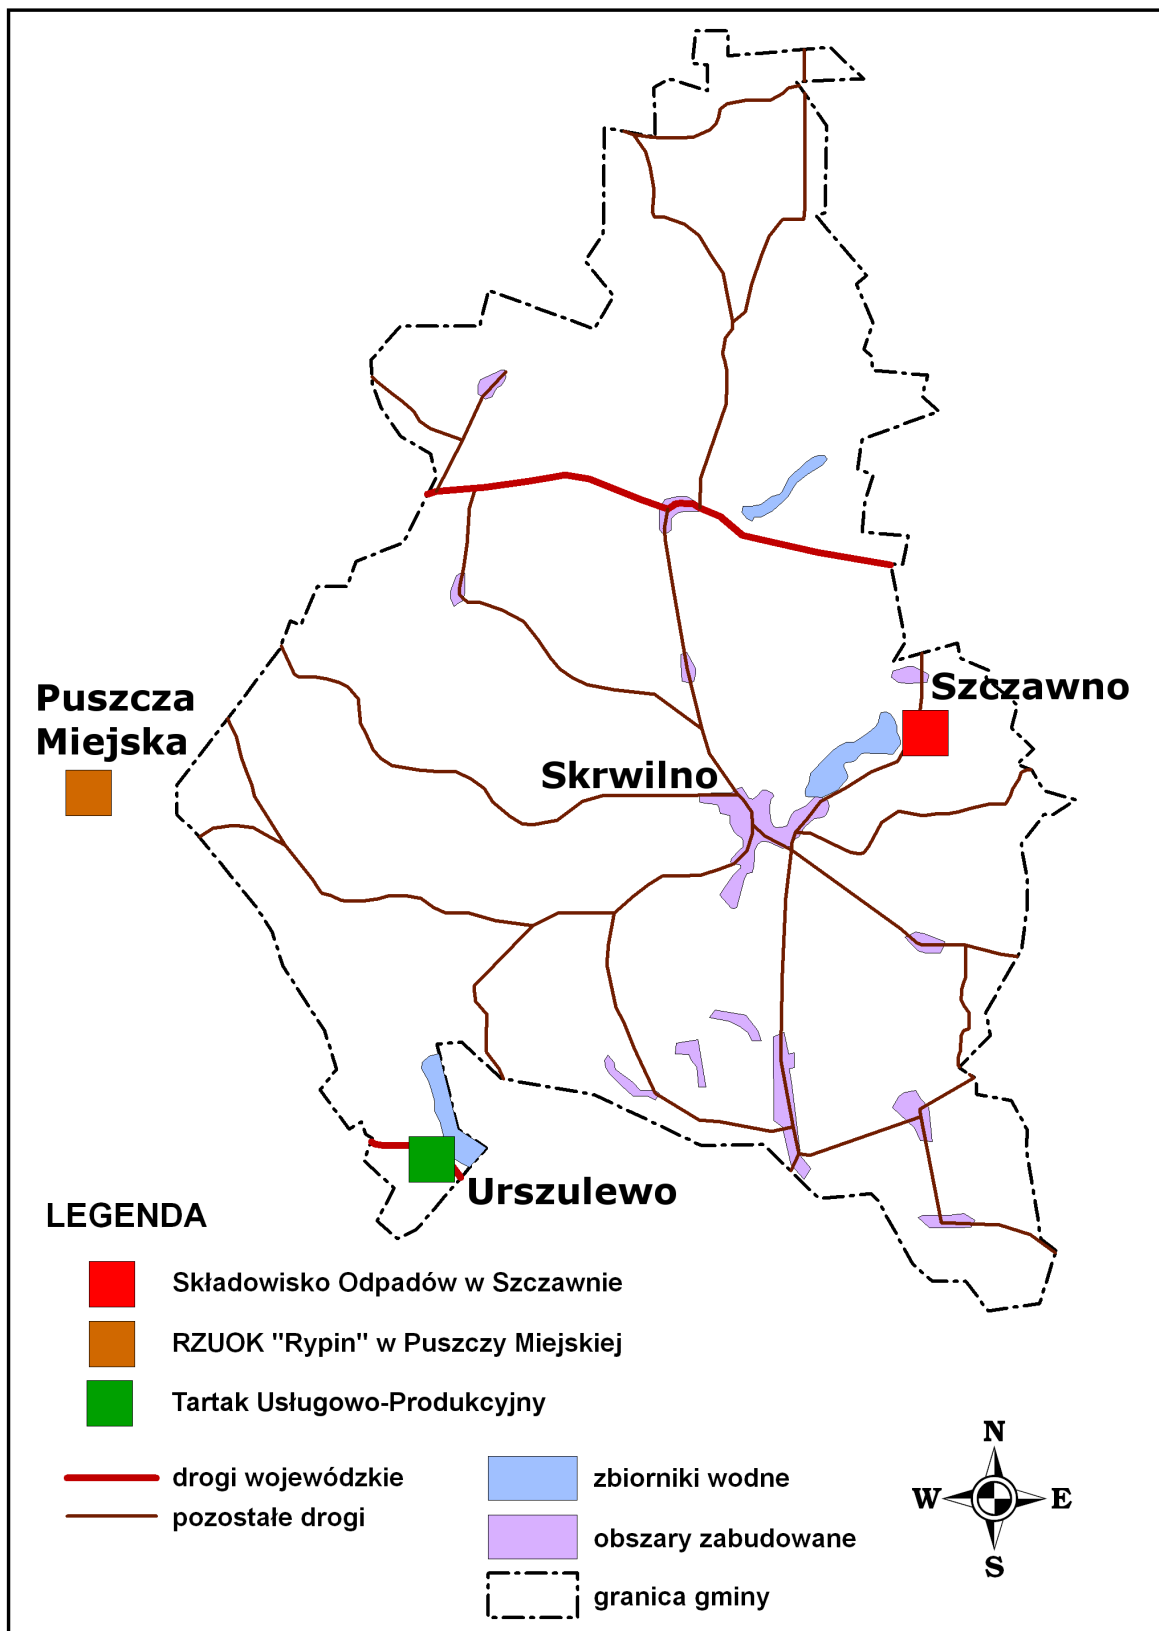 Puszcza
Miejska
Szczawno
Skrwilno
Urszulewo
LEGENDA
Składowisko Odpadów w Szczawnie
RZUOK "Rypin" w Puszczy Miejskiej
Tartak Usługowo-Produkcyjny
drogi wojewódzkie
pozostałe drogi
zbiorniki wodne
obszary zabudowane
granica gminy
N
W E
S